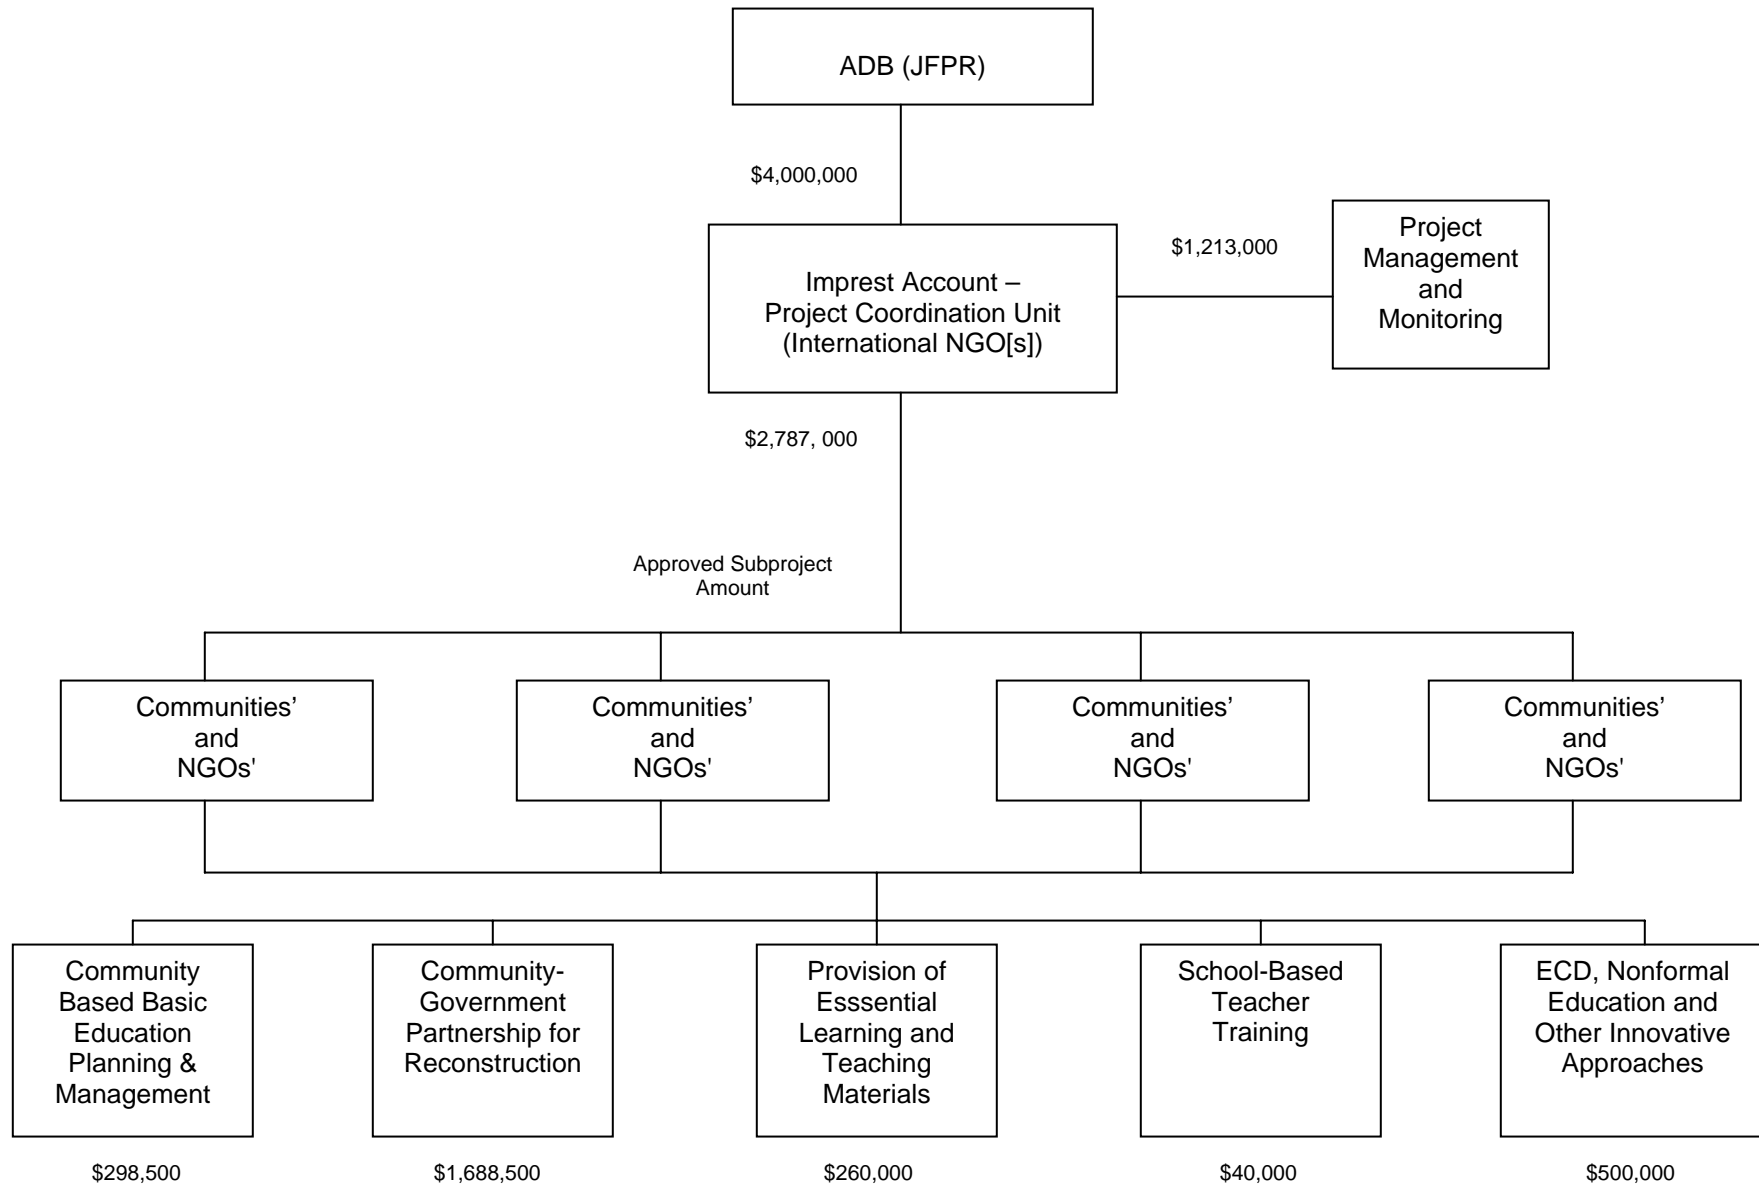 ADB (JFPR)
$4,000,000
Imprest Account –
Project Coordination Unit
(International NGO[s])
$1,213,000
Project
Management
and
Monitoring
$2,787, 000
Approved Subproject
Amount
Communities’
and
NGOs'
Communities’
and
NGOs'
Communities’
and
NGOs'
Communities’
and
NGOs'
Community
Based Basic
Education
Planning &
Management
Community-
Government
Partnership for
Reconstruction
Provision of
Esssential
Learning and
Teaching
Materials
School-Based
Teacher
Training
ECD, Nonformal
Education and
Other Innovative
Approaches
$298,500
$1,688,500
$260,000
$40,000
$500,000